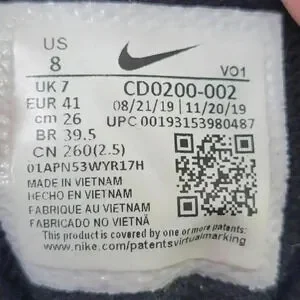 US
8
VO1
UK 7
EUR 41
cm 26
BR 39.5
CN 260(2.5)
CD0200-002
08/21/19 | 11/20/19
UPC 00193153980487
01APN53WYR17H
MADE IN VIETNAM
HECHO EN VIETNAM
FABRIQUE AU VIETNAM
FABRICADO NO VIETNÃ
This product is covered by one or more patents:
www.nike.com/patentsvirtualmarking